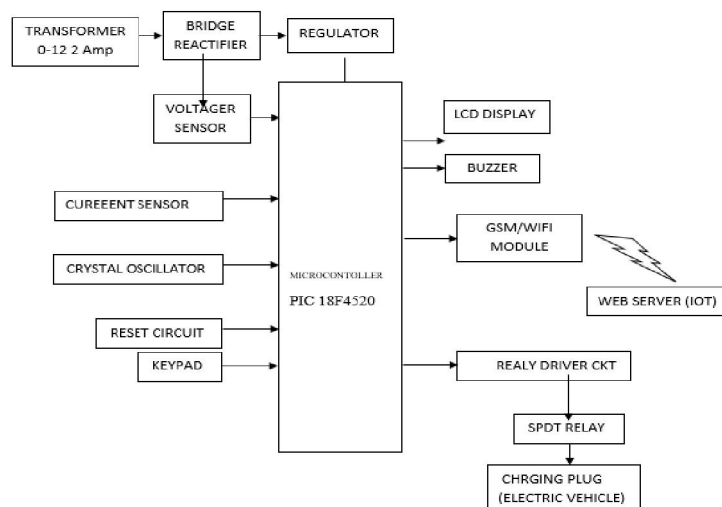 TRANSFORMER
0-12 2 Amp
BRIDGE
REACTIFIER
REGULATOR
VOLTAGER
SENSOR
LCD DISPLAY
BUZZER
CUREEENT SENSOR
GSM/WIFI
MODULE
CRYSTAL OSCILLATOR
MICROCONTOLLER
PIC 18F4520
WEB SERVER (IOT)
RESET CIRCUIT
KEYPAD
REALY DRIVER CKT
SPDT RELAY
CHRGING PLUG
(ELECTRIC VEHICLE)